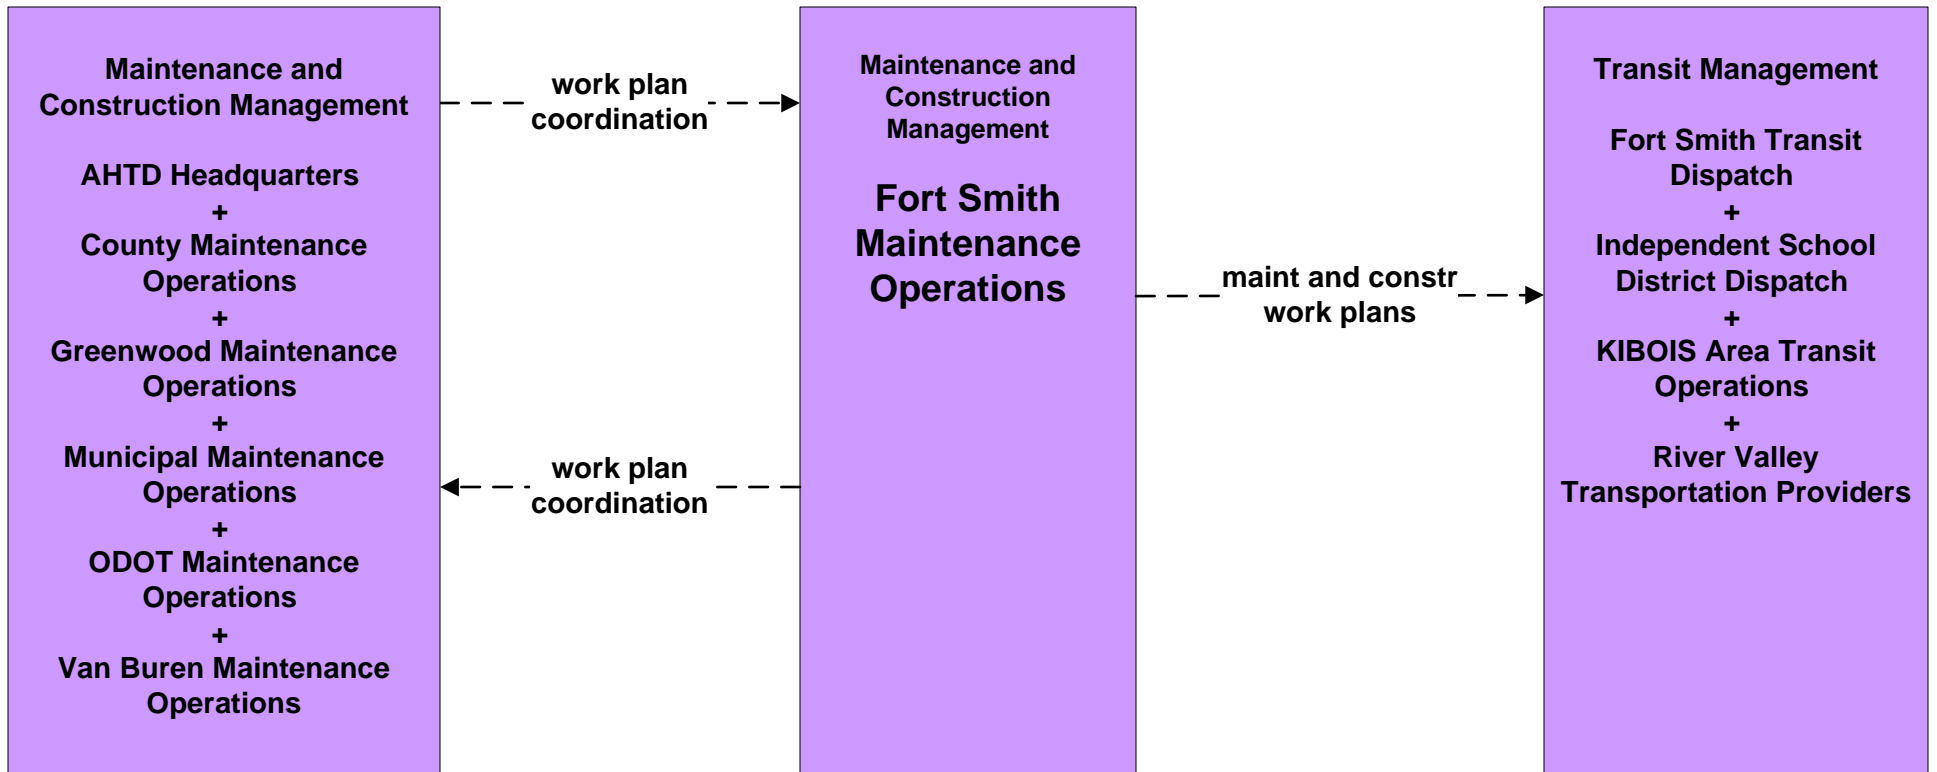 Maintenance and
Construction Management
AHTD Headquarters
+
County Maintenance
Operations
+
Greenwood Maintenance
Operations
+
Municipal Maintenance
Operations
+
ODOT Maintenance
Operations
+
Van Buren Maintenance
Operations
work plan
coordination
work plan
coordination
Maintenance and
Construction
Management
Fort Smith
Maintenance
Operations
maint and constr
work plans
Transit Management
Fort Smith Transit
Dispatch
+
Independent School
District Dispatch
+
KIBOIS Area Transit
Operations
+
River Valley
Transportation Providers